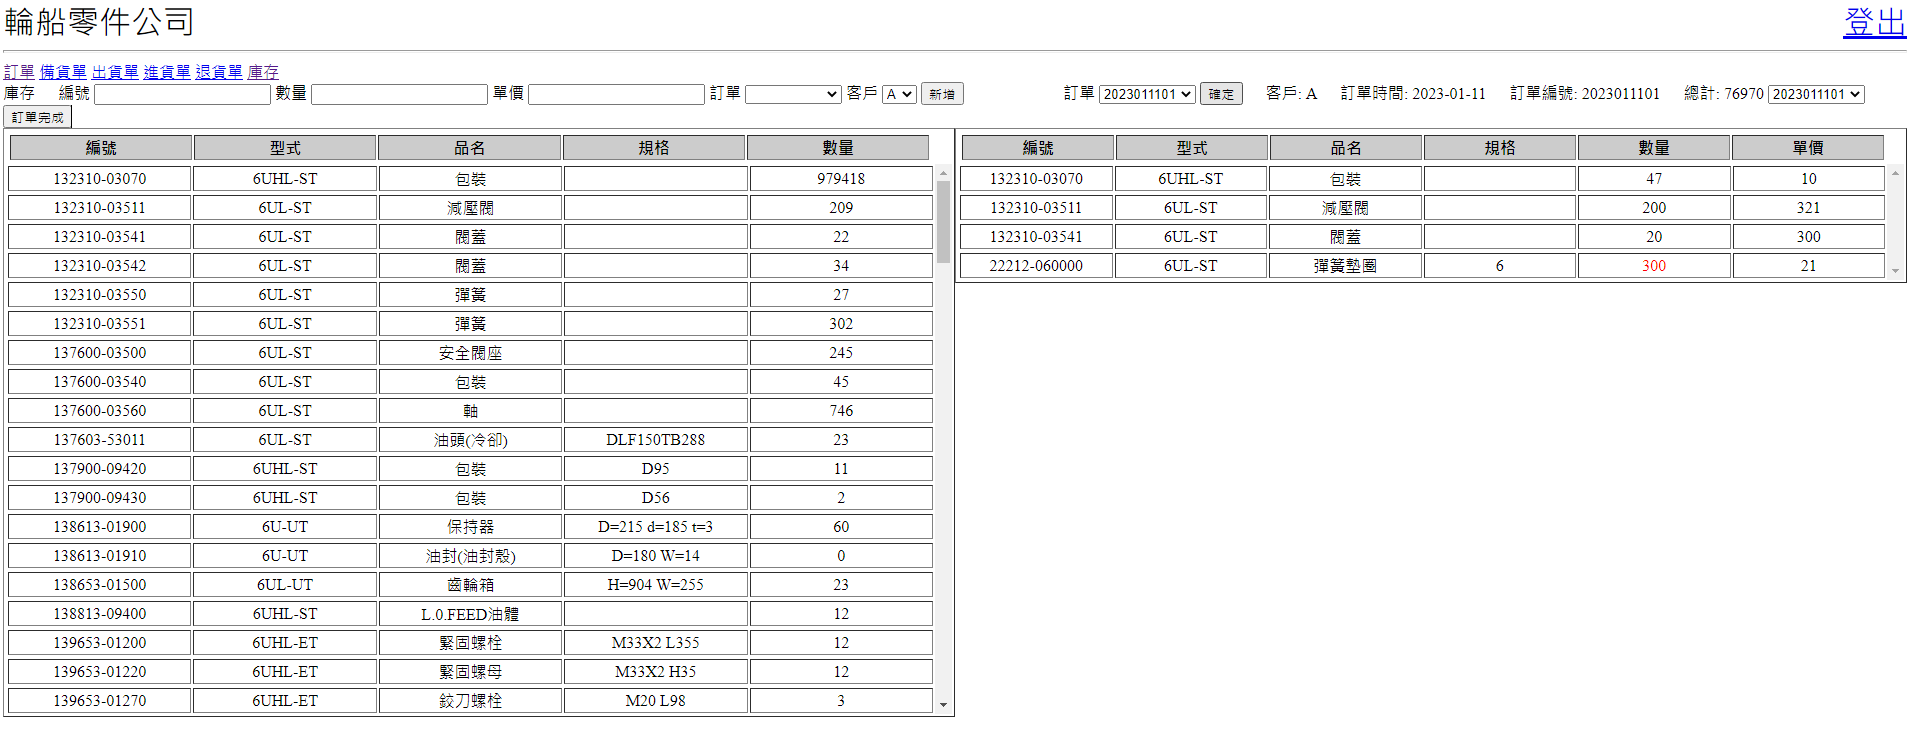 輪船零件公司 登出
訂單 備貨單 出貨單 進貨單 退貨單 庫存
庫存 編號 數量 單價 訂單 客戶 A 新增 訂單 2023011101 確定 客戶: A 訂單時間: 2023-01-11 訂單編號: 2023011101 總計: 76970 2023011101
訂單完成
編號 型式 品名 規格 數量
132310-03070 6UHL-ST 包裝 979418
132310-03511 6UL-ST 減壓閥 209
132310-03541 6UL-ST 閥蓋 22
132310-03542 6UL-ST 閥蓋 34
132310-03550 6UL-ST 彈簧 27
132310-03551 6UL-ST 彈簧 302
137600-03500 6UL-ST 安全閥座 245
137600-03540 6UL-ST 包裝 45
137600-03560 6UL-ST 軸 746
137603-53011 6UL-ST 油頭(冷卻) DLF150TB288 23
137900-09420 6UHL-ST 包裝 D95 11
137900-09430 6UHL-ST 包裝 D56 2
138613-01900 6U-UT 保持器 D=215 d=185 t=3 60
138613-01910 6U-UT 油封(油封殼) D=180 W=14 0
138653-01500 6UL-UT 齒輪箱 H=904 W=255 23
138813-09400 6UHL-ST L.0.FEED油體 12
139653-01200 6UHL-ET 緊固螺栓 M33X2 L355 12
139653-01220 6UHL-ET 緊固螺母 M33X2 H35 12
139653-01270 6UHL-ET 鉸刀螺栓 M20 L98 3
編號 型式 品名 規格 數量 單價
132310-03070 6UHL-ST 包裝 47 10
132310-03511 6UL-ST 減壓閥 200 321
132310-03541 6UL-ST 閥蓋 20 300
22212-060000 6UL-ST 彈簧墊圈 6 300 21